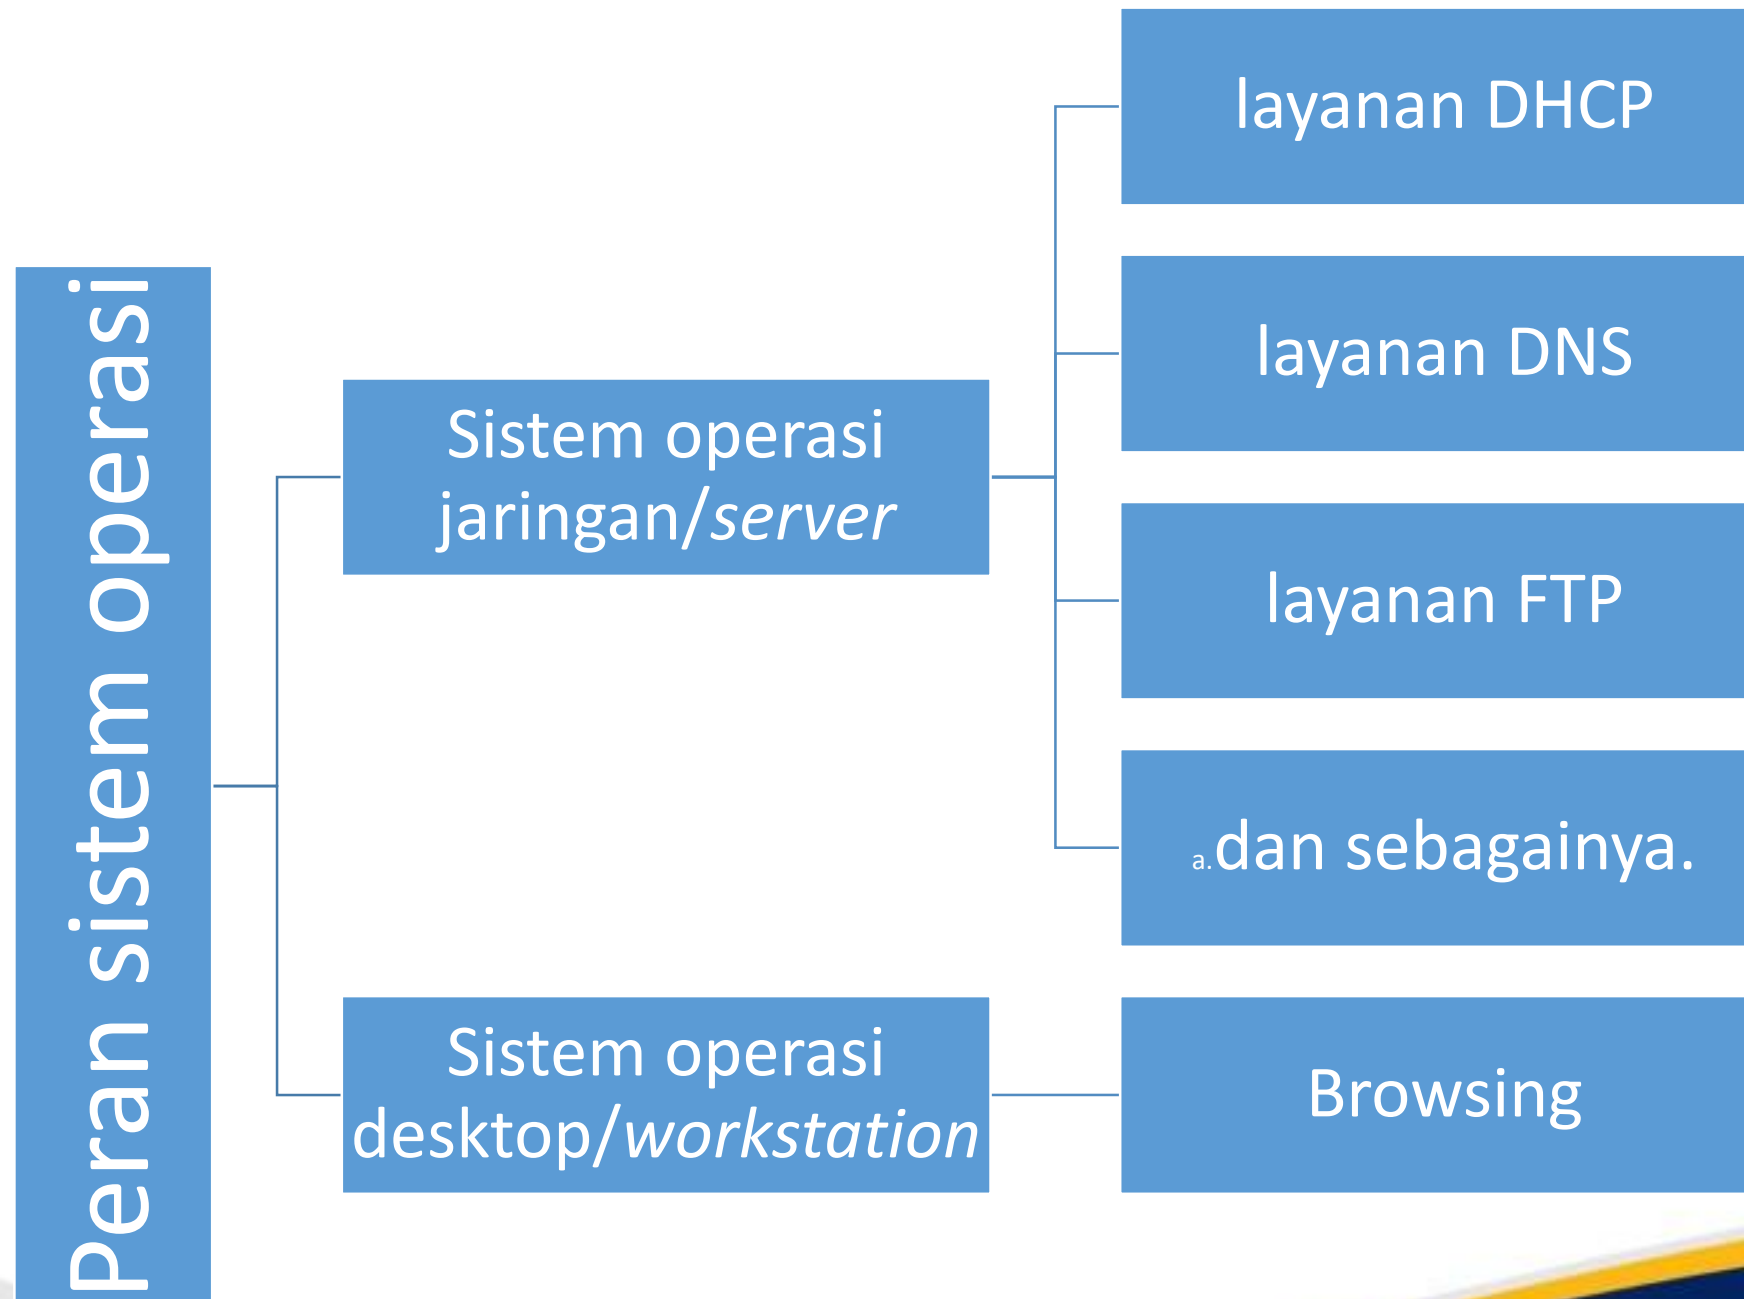 Peran sistem operasi
Sistem operasi
jaringan/server
layanan DHCP
layanan DNS
layanan FTP
a.dan sebagainya.
Sistem operasi
desktop/workstation
Browsing